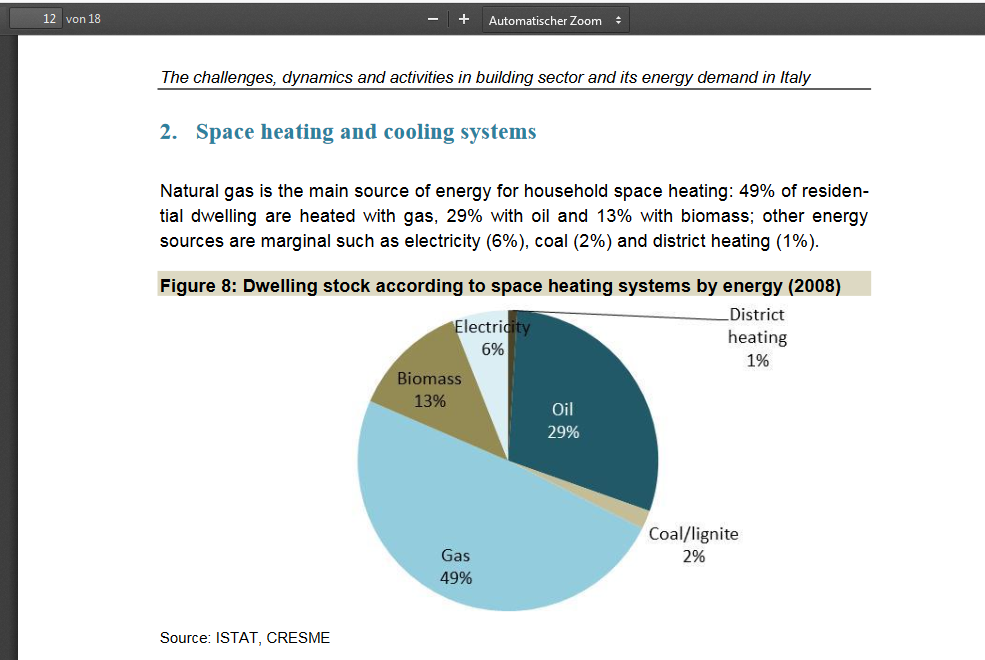 12 von 18
Automatischer Zoom
The challenges, dynamics and activities in building sector and its energy demand in Italy
2. Space heating and cooling systems
Natural gas is the main source of energy for household space heating: 49% of residen-
tial dwelling are heated with gas, 29% with oil and 13% with biomass; other energy
sources are marginal such as electricity (6%), coal (2%) and district heating (1%).
Figure 8: Dwelling stock according to space heating systems by energy (2008)
District
heating
1%
Electricity
6%
Biomass
13%
Oil
29%
Coal/lignite
2%
Gas
49%
Source: ISTAT, CRESME